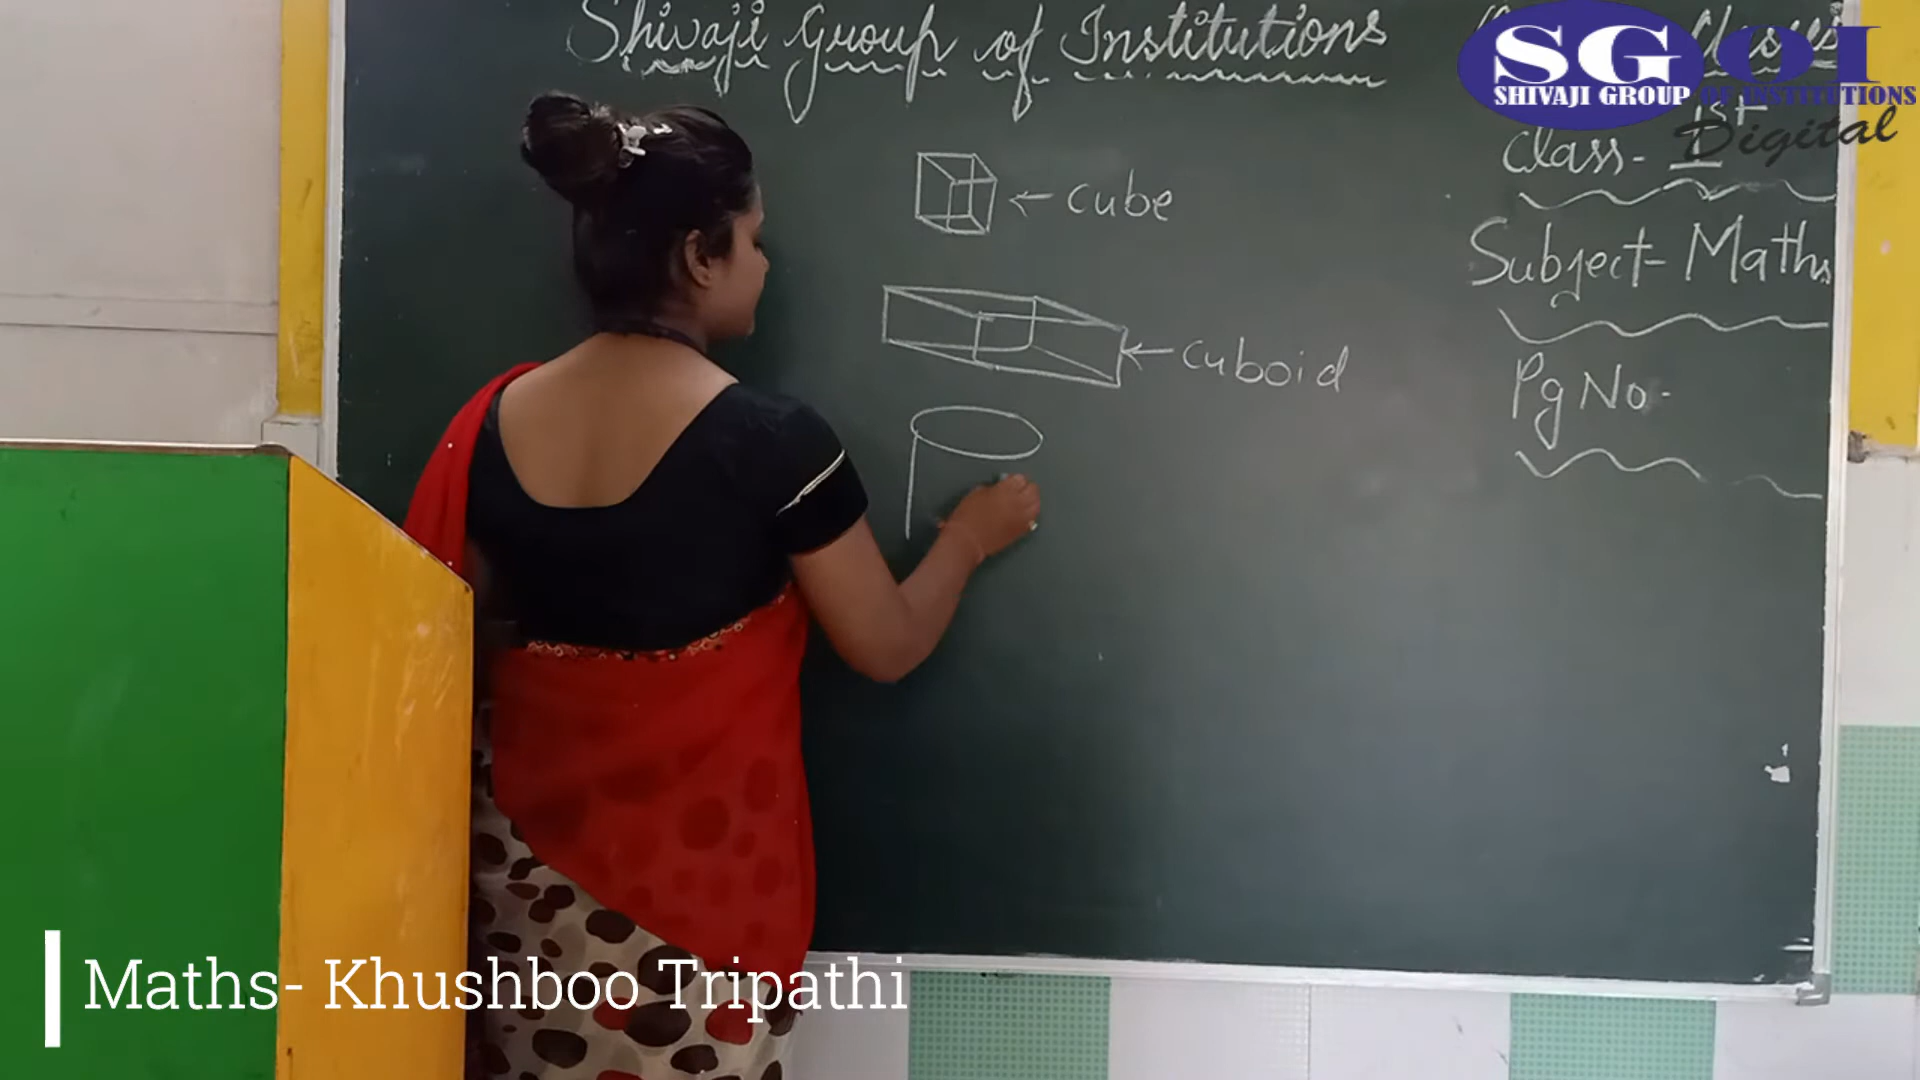 Shivaji Group of Institutions
Classes
SGOI
SHIVAJI GROUP OF INSTITUTIONS
Digital
Class - 1st
Subject - Maths
Pg No.
← cube
← cuboid
Maths- Khushboo Tripathi